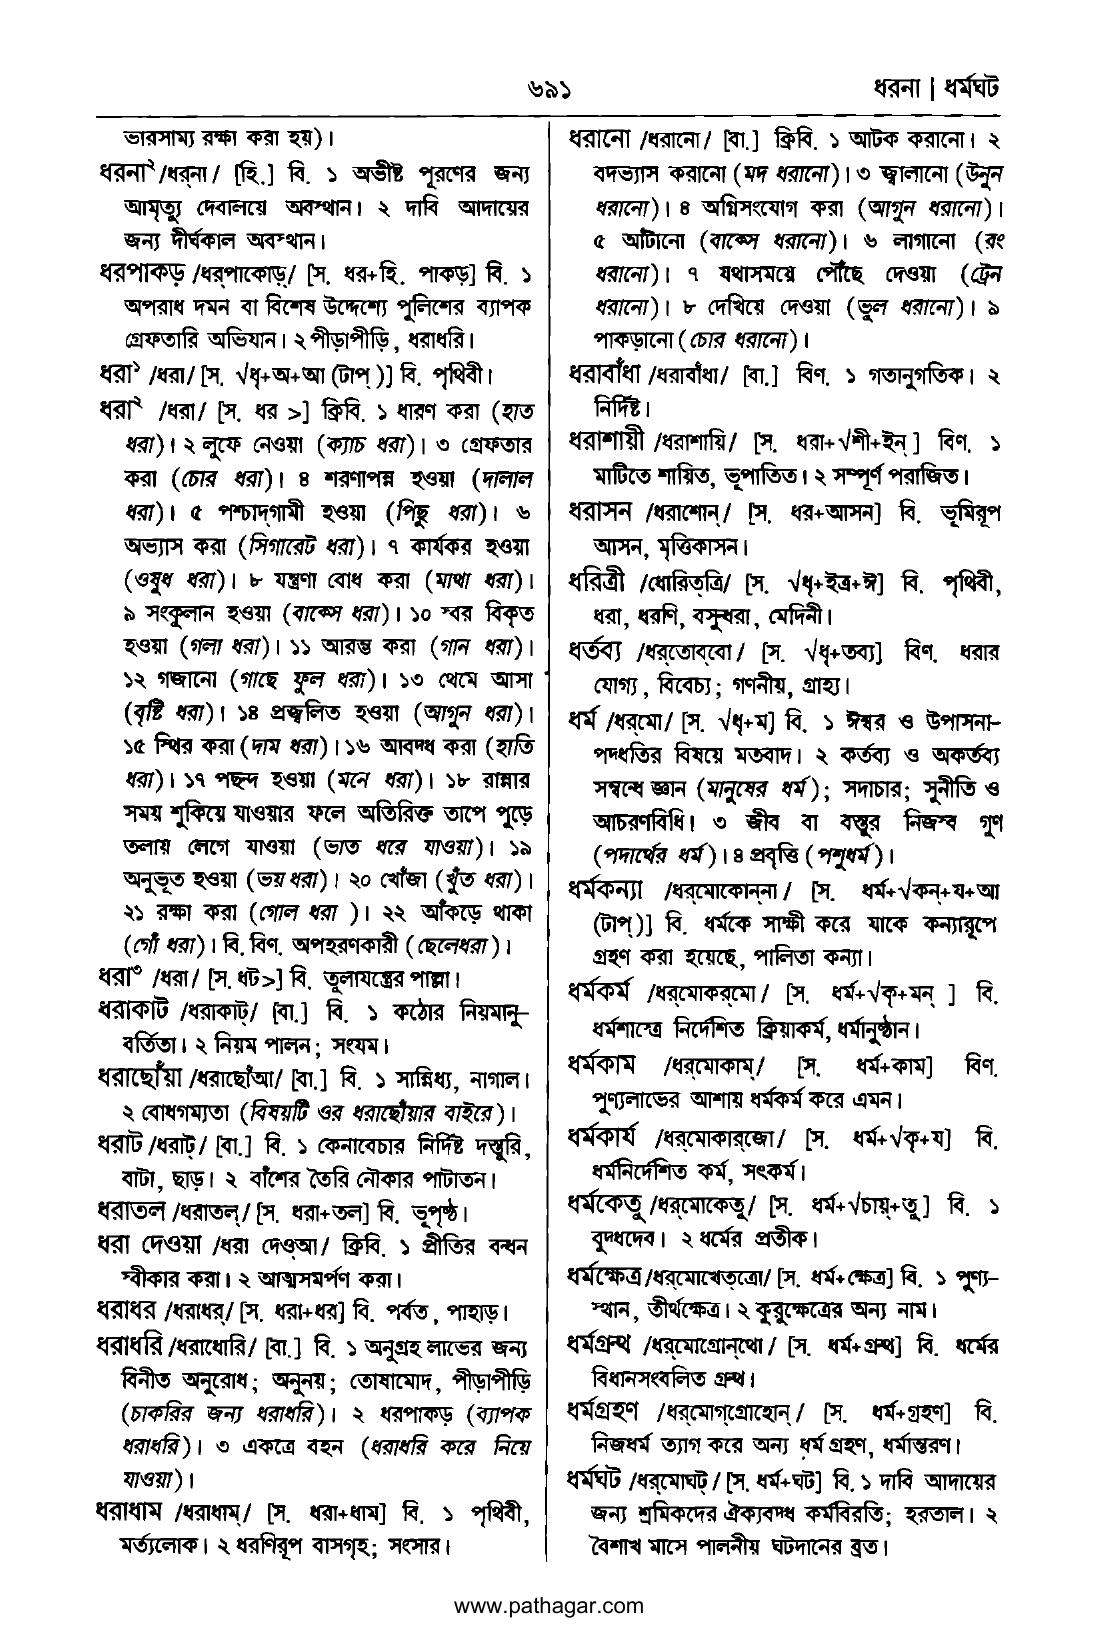 ৬৯১
ধরনা | ধর্মঘট
ভারসাম্য রক্ষা করা হয়)।
ধরনা২ /ধর্‌না/ [হি.] বি. ১ অভীষ্ট পূরণের জন্য
আমৃত্যু দেবালয়ে অবস্থান। ২ দাবি আদায়ের
জন্য দীর্ঘকাল অবস্থান।
ধরপাকড় /ধর্‌পাকোড়্/ [স. ধর+হি. পাকড়] বি. ১
অপরাধ দমন বা বিশেষ উদ্দেশ্যে পুলিশের ব্যাপক
গ্রেফতারি অভিযান। ২ পীড়াপীড়ি, ধরাধরি।
ধরা১ /ধরা/ [স. √ধৃ+অ+আ (টাপ্)] বি. পৃথিবী।
ধরা২ /ধরা/ [স. ধর >] ক্রিবি. ১ ধারণ করা (হাত
ধরা)। ২ লুফে নেওয়া (ক্যাচ ধরা)। ৩ গ্রেফতার
করা (চোর ধরা)। ৪ শরণাপন্ন হওয়া (দালাল
ধরা)। ৫ পশ্চাদ্‌গামী হওয়া (পিছু ধরা)। ৬
অভ্যাস করা (সিগারেট ধরা)। ৭ কার্যকর হওয়া
(ওষুধ ধরা)। ৮ যন্ত্রণা বোধ করা (মাথা ধরা)।
৯ সংকুলান হওয়া (বাক্সে ধরা)। ১০ স্বর বিকৃত
হওয়া (গলা ধরা)। ১১ আরম্ভ করা (গান ধরা)।
১২ গজানো (গাছে ফুল ধরা)। ১৩ থেমে আসা
(বৃষ্টি ধরা)। ১৪ প্রজ্বলিত হওয়া (আগুন ধরা)।
১৫ স্থির করা (দাম ধরা)। ১৬ আবদ্ধ করা (হাতি
ধরা)। ১৭ পছন্দ হওয়া (মনে ধরা)। ১৮ রান্নার
সময় শুকিয়ে যাওয়ার ফলে অতিরিক্ত তাপে পুড়ে
তলায় লেগে যাওয়া (ভাত ধরে যাওয়া)। ১৯
অনুভূত হওয়া (ভয় ধরা)। ২০ খোঁজা (খুঁত ধরা)।
২১ রক্ষা করা (গোল ধরা )। ২২ আঁকড়ে থাকা
(গোঁ ধরা)। বি. বিণ. অপহরণকারী (ছেলেধরা)।
ধরা৩ /ধরা/ [স. ধট>] বি. তুলাযন্ত্রের পাল্লা।
ধরাকাট /ধরাকাট্/ [বা.] বি. ১ কঠোর নিয়মানু-
বর্তিতা। ২ নিয়ম পালন; সংযম।
ধরাছোঁয়া /ধরাছোঁআ/ [বা.] বি. ১ সান্নিধ্য, নাগাল।
২ বোধগম্যতা (বিষয়টি ওর ধরাছোঁয়ার বাইরে)।
ধরাট /ধরাট্/ [বা.] বি. ১ কেনাবেচার নির্দিষ্ট দস্তুরি,
বাটা, ছাড়। ২ বাঁশের তৈরি নৌকার পাটাতন।
ধরাতল /ধরাতল্/ [স. ধরা+তল] বি. ভূপৃষ্ঠ।
ধরা দেওয়া /ধরা দেওআ/ ক্রিবি. ১ প্রীতির বন্ধন
স্বীকার করা। ২ আত্মসমর্পণ করা।
ধরাধর /ধরাধর্/ [স. ধরা+ধর] বি. পর্বত, পাহাড়।
ধরাধরি /ধরাধোরি/ [বা.] বি. ১ অনুগ্রহ লাভের জন্য
বিনীত অনুরোধ; অনুনয়; তোষামোদ, পীড়াপীড়ি
(চাকরির জন্য ধরাধরি)। ২ ধরপাকড় (ব্যাপক
ধরাধরি)। ৩ একত্রে বহন (ধরাধরি করে নিয়ে
যাওয়া)।
ধরাধাম /ধরাধাম্/ [স. ধরা+ধাম] বি. ১ পৃথিবী,
মর্ত্যলোক। ২ ধরণিরূপ বাসগৃহ; সংসার।
ধরানো /ধরানো/ [বা.] ক্রিবি. ১ আটক করানো। ২
বদভ্যাস করানো (মদ ধরানো)। ৩ জ্বালানো (উনুন
ধরানো)। ৪ অগ্নিসংযোগ করা (আগুন ধরানো)।
৫ আঁটানো (বাক্সে ধরানো)। ৬ লাগানো (রং
ধরানো)। ৭ যথাসময়ে পৌঁছে দেওয়া (ট্রেন
ধরানো)। ৮ দেখিয়ে দেওয়া (ভুল ধরানো)। ৯
পাকড়ানো (চোর ধরানো)।
ধরাবাঁধা /ধরাবাঁধা/ [বা.] বিণ. ১ গতানুগতিক। ২
নির্দিষ্ট।
ধরাশায়ী /ধরাশায়ি/ [স. ধরা+√শী+ইন্] বিণ. ১
মাটিতে শায়িত, ভূপাতিত। ২ সম্পূর্ণ পরাজিত।
ধরাসন /ধরাশোন্/ [স. ধর+আসন] বি. ভূমিরূপ
আসন, মৃত্তিকাসন।
ধরিত্রী /ধোরিত্‌ত্রি/ [স. √ধৃ+ইত্র+ঈ] বি. পৃথিবী,
ধরা, ধরণি, বসুন্ধরা, মেদিনী।
ধর্তব্য /ধর্‌তোব্‌বো/ [স. √ধৃ+তব্য] বিণ. ধরার
যোগ্য, বিবেচ্য; গণনীয়, গ্রাহ্য।
ধর্ম /ধর্‌মো/ [স. √ধৃ+ম] বি. ১ ঈশ্বর ও উপাসনা-
পদ্ধতির বিষয়ে মতবাদ। ২ কর্তব্য ও অকর্তব্য
সম্বন্ধে জ্ঞান (মানুষের ধর্ম); সদাচার; সুনীতি ও
আচরণবিধি। ৩ জীব বা বস্তুর নিজস্ব গুণ
(পদার্থের ধর্ম)। ৪ প্রবৃত্তি (পশুধর্ম)।
ধর্মকন্যা /ধর্‌মোকোন্‌না/ [স. ধর্ম+√কন্+য+আ
(টাপ্)] বি. ধর্মকে সাক্ষী করে যাকে কন্যারূপে
গ্রহণ করা হয়েছে, পালিতা কন্যা।
ধর্মকর্ম /ধর্‌মোকর্‌মো/ [স. ধর্ম+√কৃ+মন্ ] বি.
ধর্মশাস্ত্রে নির্দেশিত ক্রিয়াকর্ম, ধর্মানুষ্ঠান।
ধর্মকাম /ধর্‌মোকাম্/ [স. ধর্ম+কাম] বিণ.
পুণ্যলাভের আশায় ধর্মকর্ম করে এমন।
ধর্মকার্য /ধর্‌মোকার্‌জো/ [স. ধর্ম+√কৃ+য] বি.
ধর্মনির্দেশিত কর্ম, সৎকর্ম।
ধর্মকেতু /ধর্‌মোকেতু/ [স. ধর্ম+√চায়্+তু] বি. ১
বুদ্ধদেব। ২ ধর্মের প্রতীক।
ধর্মক্ষেত্র /ধর্‌মোখেত্‌ত্রো/ [স. ধর্ম+ক্ষেত্র] বি. ১ পুণ্য-
স্থান, তীর্থক্ষেত্র। ২ কুরুক্ষেত্রের অন্য নাম।
ধর্মগ্রন্থ /ধর্‌মোগ্রোন্‌থো/ [স. ধর্ম+গ্রন্থ] বি. ধর্মের
বিধানসংবলিত গ্রন্থ।
ধর্মগ্রহণ /ধর্‌মোগ্‌গ্রোহোন্/ [স. ধর্ম+গ্রহণ] বি.
নিজধর্ম ত্যাগ করে অন্য ধর্ম গ্রহণ, ধর্মান্তরণ।
ধর্মঘট /ধর্‌মোঘট্/ [স. ধর্ম+ঘট] বি. ১ দাবি আদায়ের
জন্য শ্রমিকদের ঐক্যবদ্ধ কর্মবিরতি; হরতাল। ২
বৈশাখ মাসে পালনীয় ঘটদানের ব্রত।
www.pathagar.com